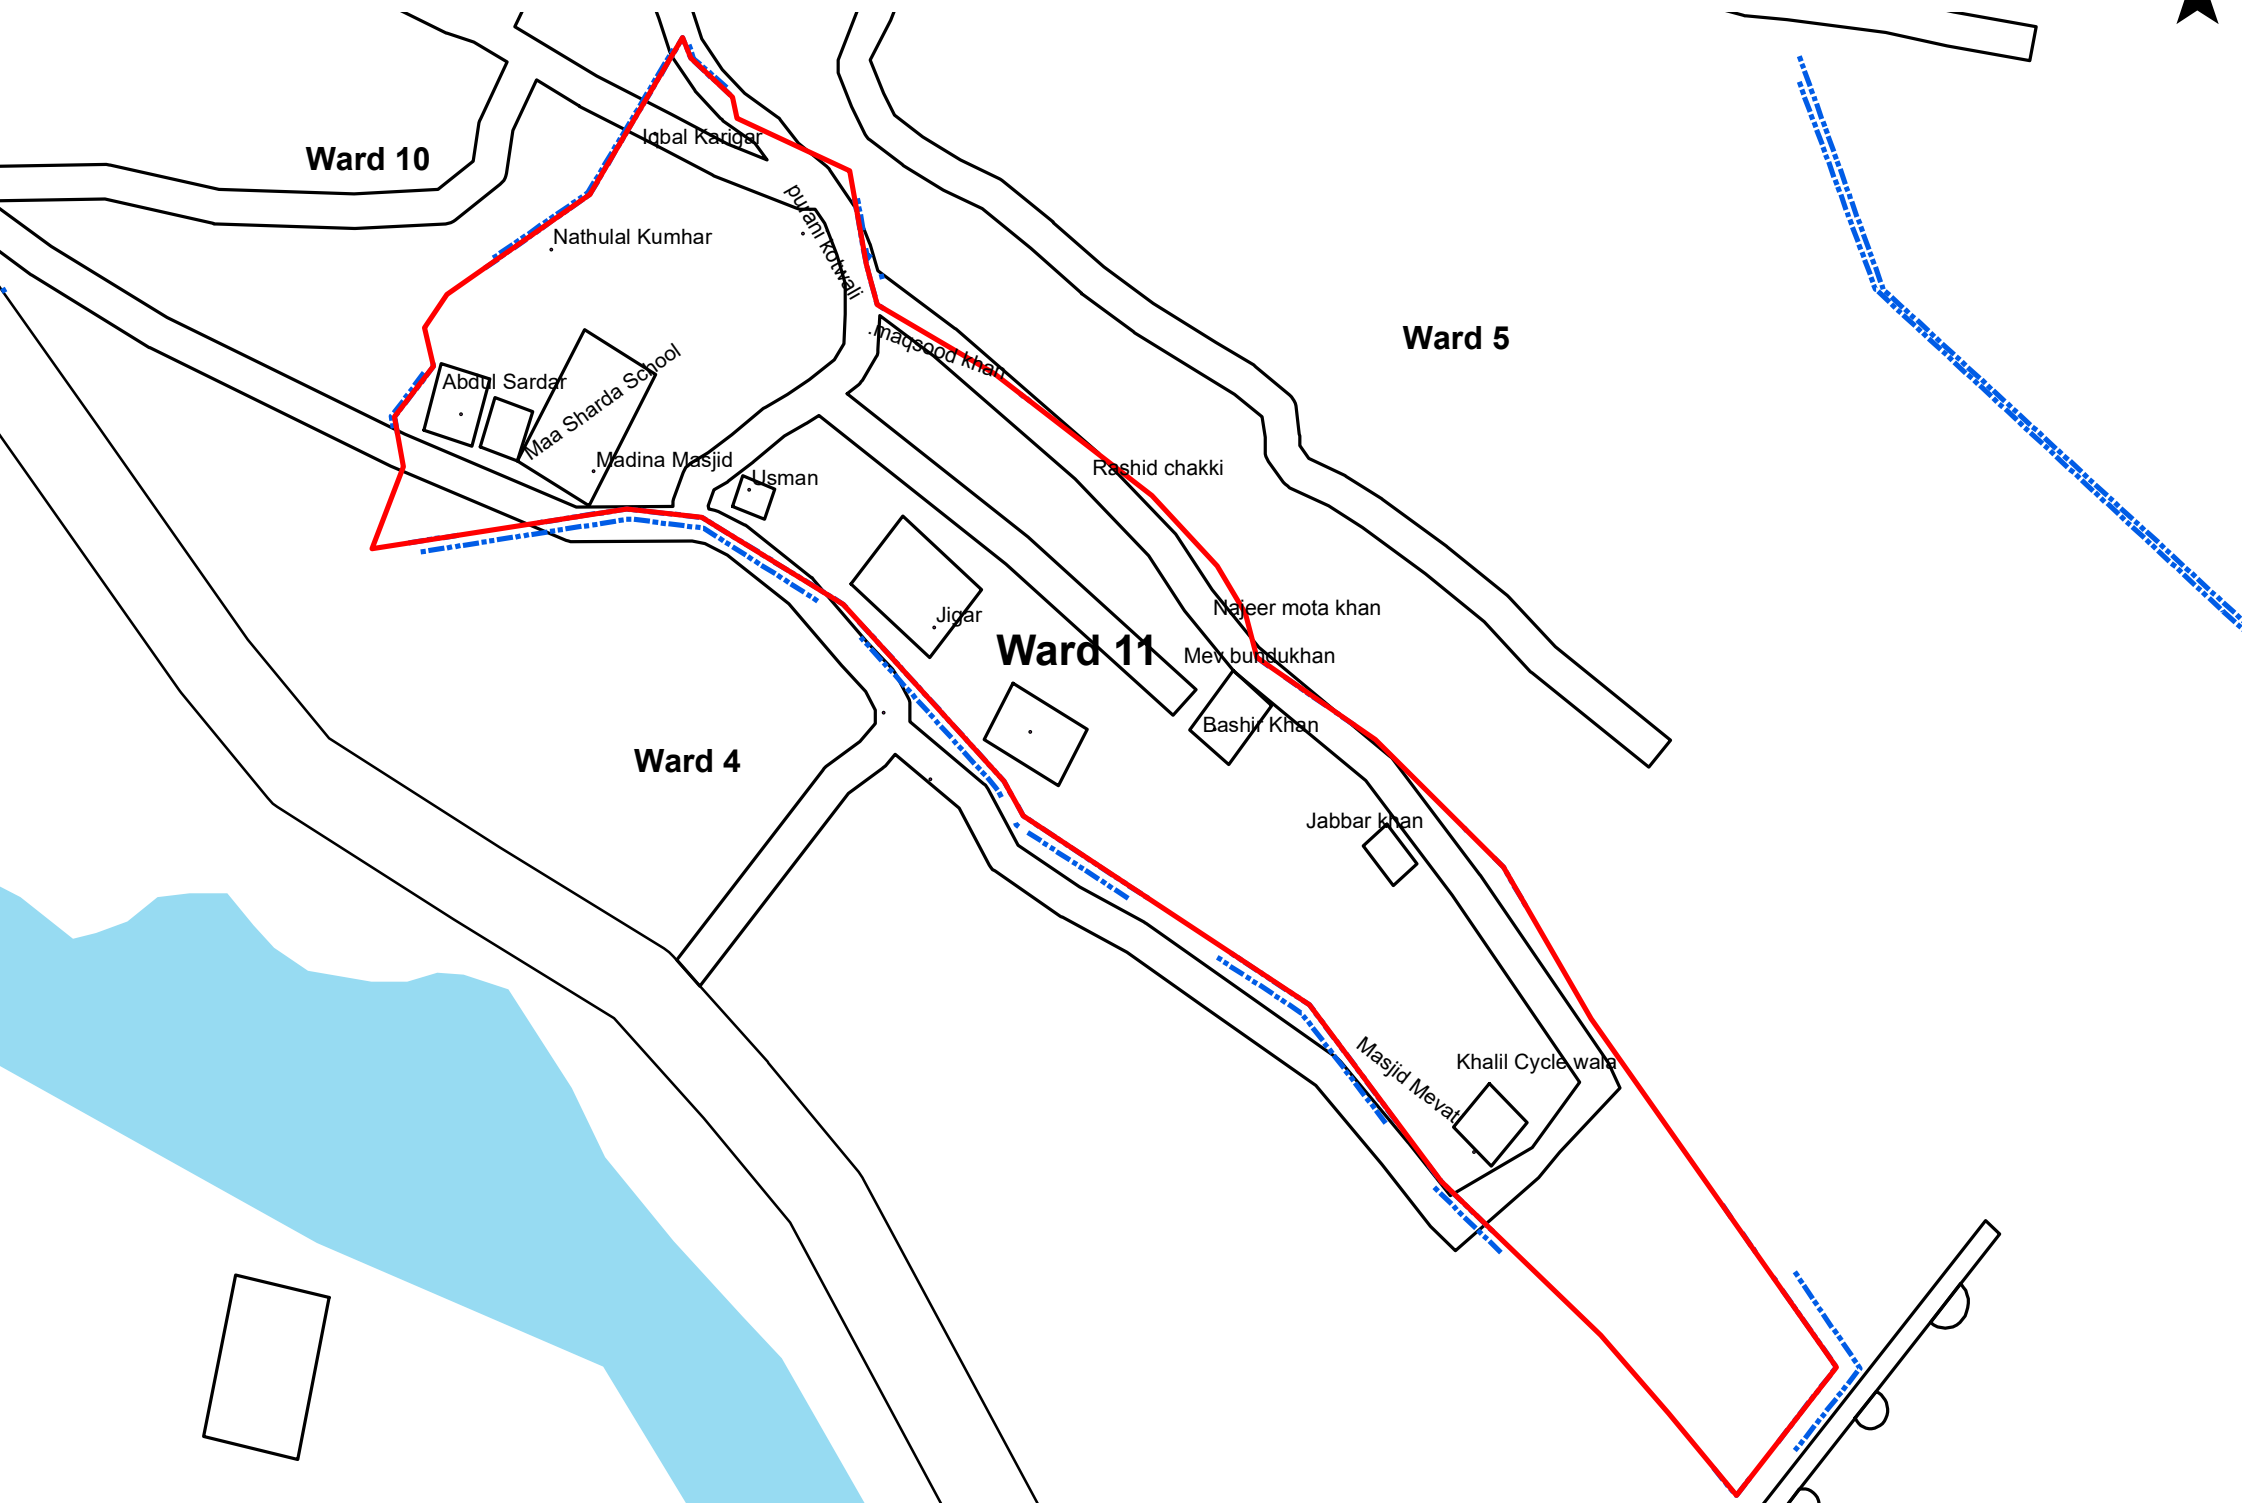 Iqbal Karigar
Ward 10
purani kotwali
Nathulal Kumhar
.maqsood khan
Ward 5
Abdul Sardar
Maa Sharda School
Madina Masjid
Usman
Rashid chakki
Jigar
Najeer mota khan
Ward 11
Mev bundukhan
Bashir Khan
Ward 4
Jabbar khan
Masjid Mevat
Khalil Cycle wala